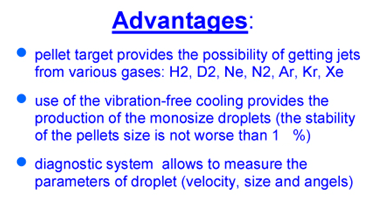 Advantages:
pellet target provides the possibility of getting jets
from various gases: H2, D2, Ne, N2, Ar, Kr, Xe
use of the vibration-free cooling provides the
production of the monosize droplets (the stability
of the pellets size is not worse than 1 %)
diagnostic system allows to measure the
parameters of droplet (velocity, size and angels)